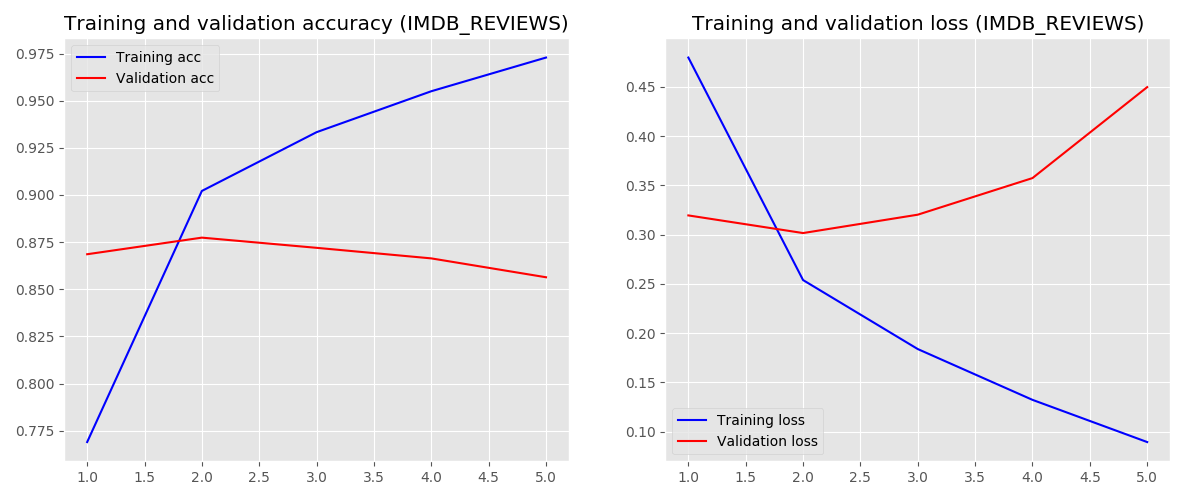 Training and validation accuracy (IMDB_REVIEWS)
Training acc
Validation acc
0.975
0.950
0.925
0.900
0.875
0.850
0.825
0.800
0.775
1.0 1.5 2.0 2.5 3.0 3.5 4.0 4.5 5.0
Training and validation loss (IMDB_REVIEWS)
0.45
0.40
0.35
0.30
0.25
0.20
0.15
0.10
Training loss
Validation loss
1.0 1.5 2.0 2.5 3.0 3.5 4.0 4.5 5.0